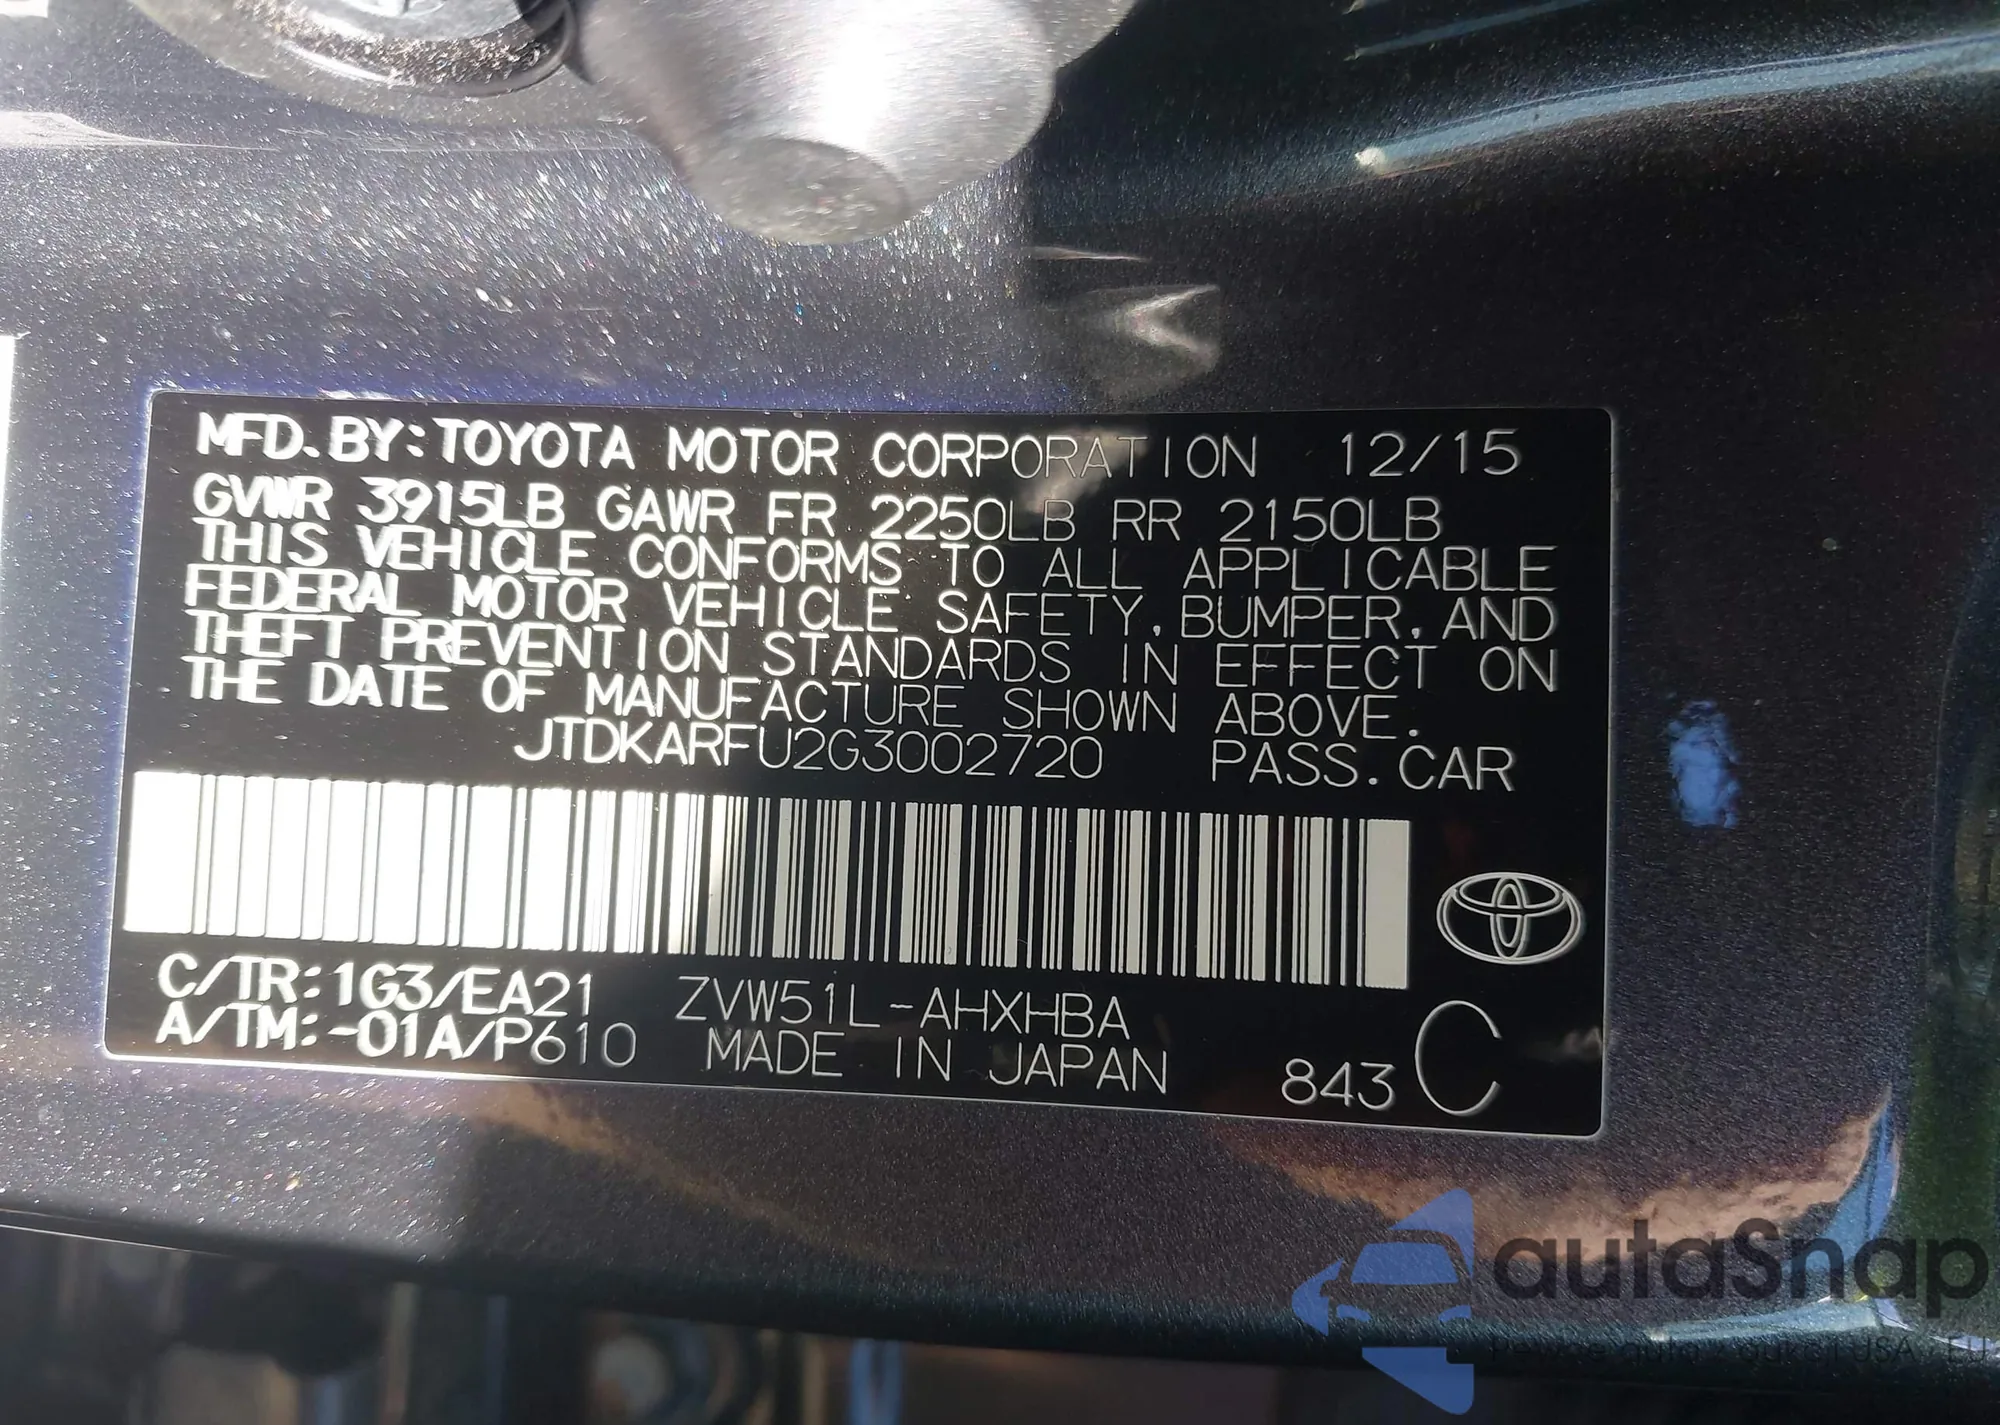 MFD.BY:TOYOTA MOTOR CORPORATION 12/15
GVWR 3915LB GAWR FR 2250LB RR 2150LB
THIS VEHICLE CONFORMS TO ALL APPLICABLE
FEDERAL MOTOR VEHICLE SAFETY, BUMPER, AND
THEFT PREVENTION STANDARDS IN EFFECT ON
THE DATE OF MANUFACTURE SHOWN ABOVE.
JTDKARFU2G3002720 PASS.CAR
C/TR:1G3/EA21 ZVW51L-AHXHBA
A/TM:-01A/P610 MADE IN JAPAN 843 C
autaSnap
USA
EU